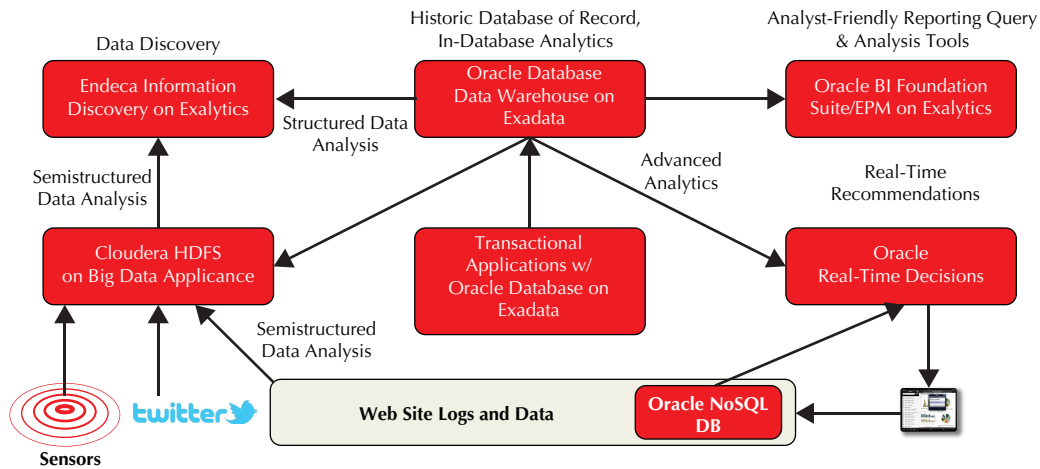 Data Discovery
Historic Database of Record,
In-Database Analytics
Analyst-Friendly Reporting Query
& Analysis Tools
Endeca Information
Discovery on Exalytics
Oracle Database
Data Warehouse on
Exadata
Oracle BI Foundation
Suite/EPM on Exalytics
Structured Data
Analysis
Semistructured
Data Analysis
Advanced
Analytics
Real-Time
Recommendations
Cloudera HDFS
on Big Data Applicance
Transactional
Applications w/
Oracle Database on
Exadata
Oracle
Real-Time Decisions
Semistructured
Data Analysis
twitter
Web Site Logs and Data
Oracle NoSQL
DB
Sensors